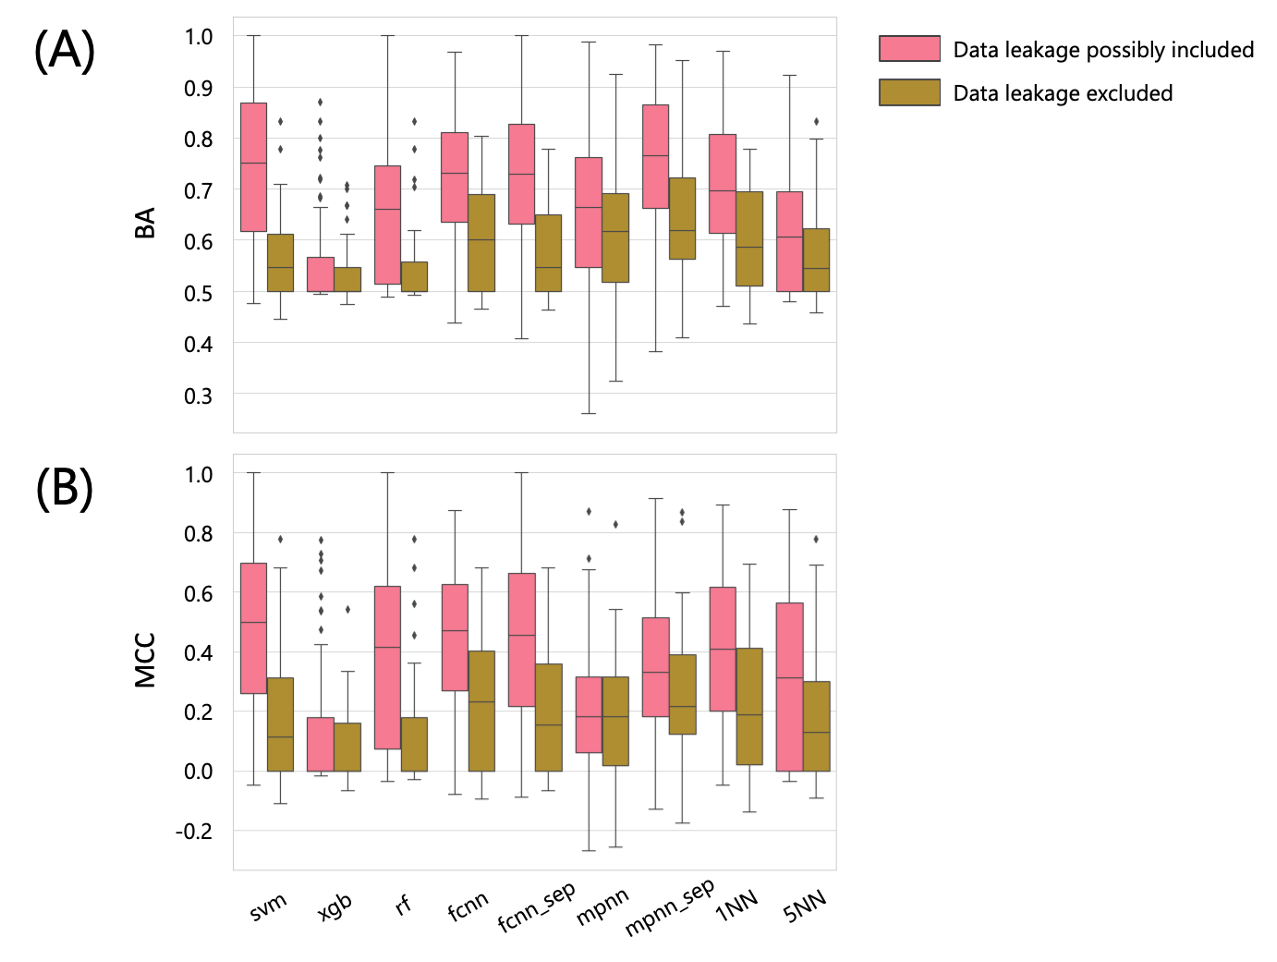 (A)
1.0
0.9
0.8
0.7
0.6
0.5
0.4
0.3
BA
Data leakage possibly included
Data leakage excluded
(B)
1.0
0.8
0.6
0.4
0.2
0.0
-0.2
MCC
svm
xgb
rf
fcnn
fcnn_sep
mpnn
mpnn_sep
1NN
5NN